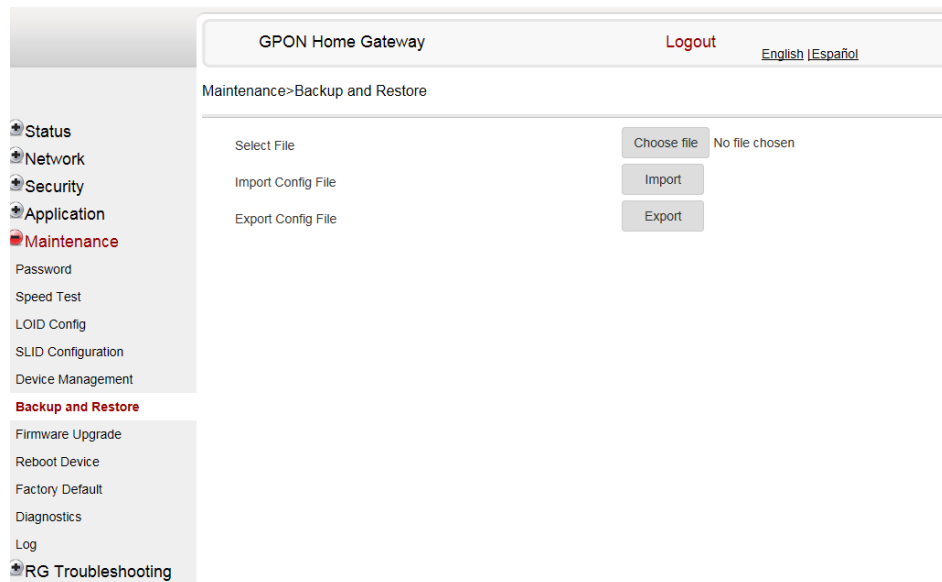 GPON Home Gateway
Logout
English |Español
Maintenance>Backup and Restore
Status
Network
Security
Application
Maintenance
Password
Speed Test
LOID Config
SLID Configuration
Device Management
Backup and Restore
Firmware Upgrade
Reboot Device
Factory Default
Diagnostics
Log
RG Troubleshooting
Select File
Choose file No file chosen
Import Config File
Import
Export Config File
Export